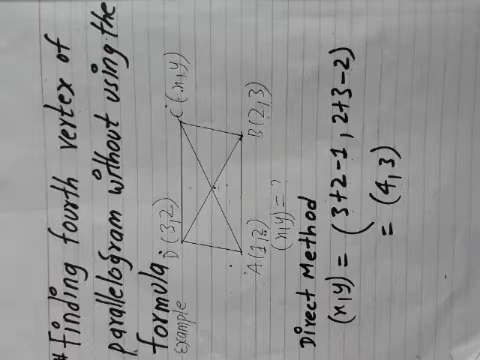 * Finding fourth vertex of
parallelogram without using the
formula.
Example
D (3,2) C (x,y)
A (1,2) B (2,3)
(x,y) = ?
Direct Method
(x,y) = (3+2-1, 2+3-2)
= (4,3)